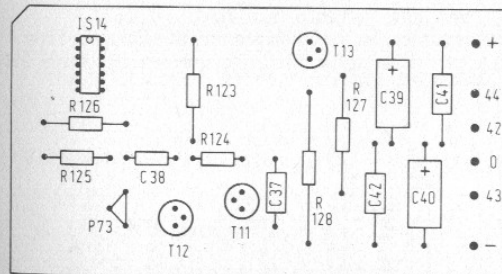 IS14
T13
+
R123
R
127
C39
C41
44
R126
42
R124
R125
C38
0
C37
C42
C40
43
P73
R
128
T12
T11
−